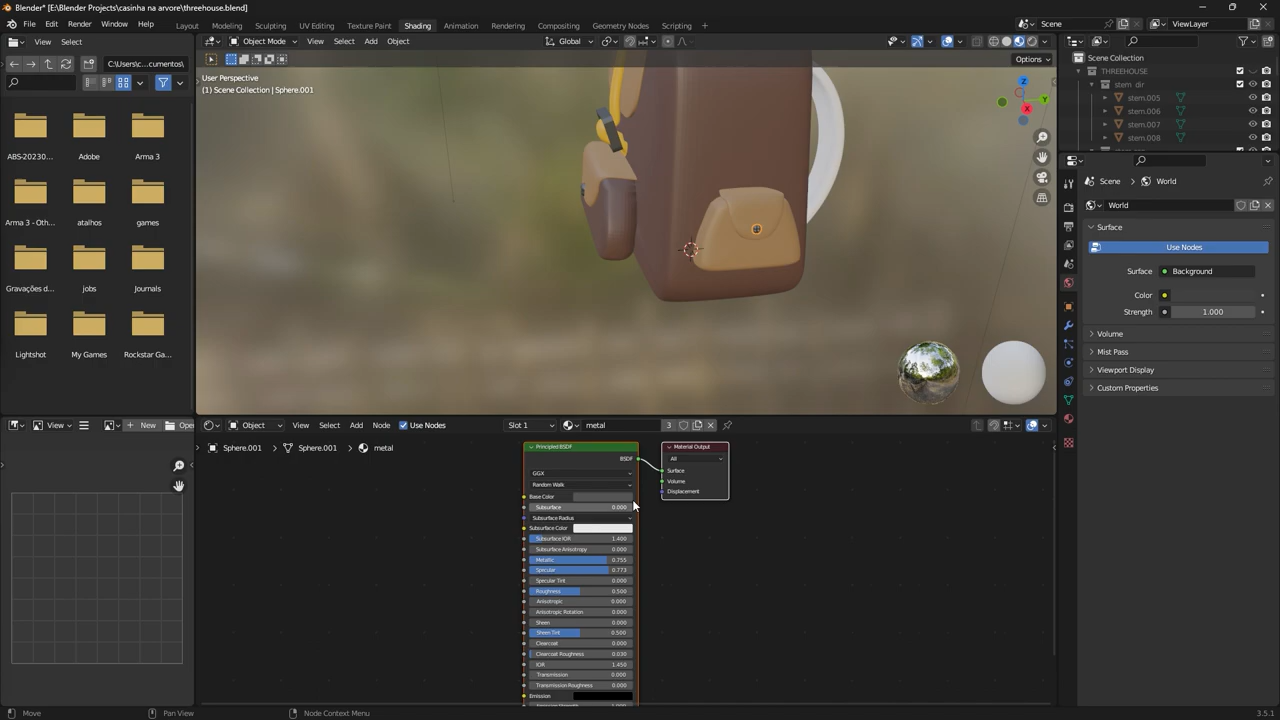 Blender* [E:\Blender Projects\casinha na arvore\threehouse.blend]
File Edit Render Window Help
Layout Modeling Sculpting UV Editing Texture Paint Shading Animation Rendering Compositing Geometry Nodes Scripting +
Scene ViewLayer
View Select
Object Mode View Select Add Object
Global
C:\Users\c...cumentos\
Options
User Perspective
(1) Scene Collection | Sphere.001
ABS-20230... Adobe Arma 3
Arma 3 - Oth... atalhos games
Gravações d... jobs Journals
Lightshot My Games Rockstar Ga...
Z
Y
X
Scene Collection
THREEHOUSE
stem dir
stem.005
stem.006
stem.007
stem.008
Scene World
World
Surface
Use Nodes
Surface Background
Color
Strength 1.000
Volume
Mist Pass
Viewport Display
Custom Properties
View + New Open
Object View Select Add Node Use Nodes Slot 1 metal 3
Sphere.001 > Sphere.001 > metal
Principled BSDF
BSDF
GGX
Random Walk
Base Color
Subsurface 0.000
Subsurface Radius
Subsurface Color
Subsurface IOR 1.400
Subsurface Anisotropy 0.000
Metallic 0.755
Specular 0.773
Specular Tint 0.000
Roughness 0.500
Anisotropic 0.000
Anisotropic Rotation 0.000
Sheen 0.000
Sheen Tint 0.500
Clearcoat 0.000
Clearcoat Roughness 0.030
IOR 1.450
Transmission 0.000
Transmission Roughness 0.000
Emission
Material Output
All
Surface
Volume
Displacement
Move Pan View Node Context Menu
3.5.1